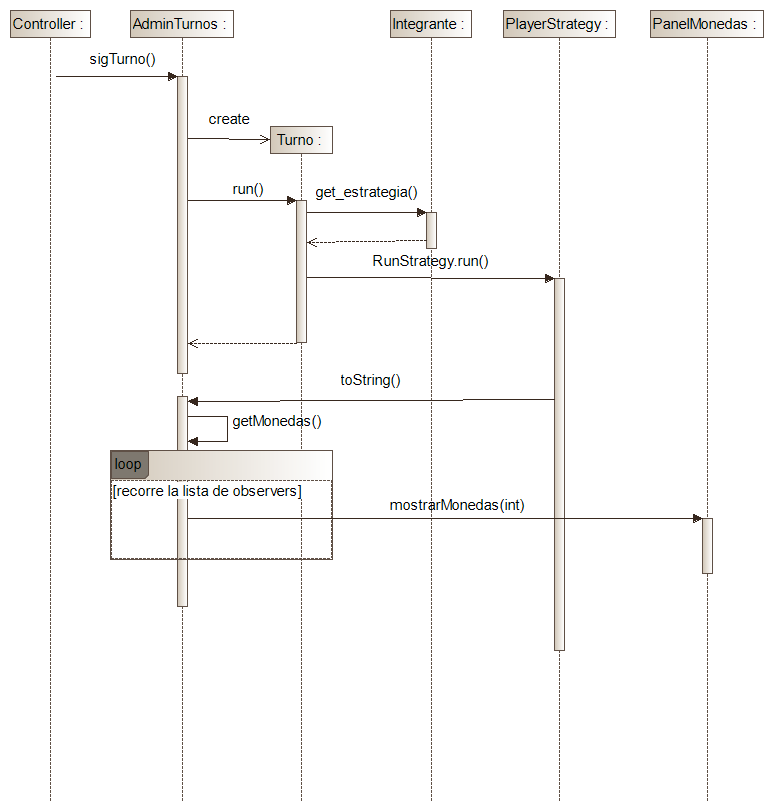 Controller :
AdminTurnos :
Integrante :
PlayerStrategy :
PanelMonedas :
sigTurno()
create
Turno :
run()
get_estrategia()
RunStrategy.run()
toString()
getMonedas()
loop
[recorre la lista de observers]
mostrarMonedas(int)